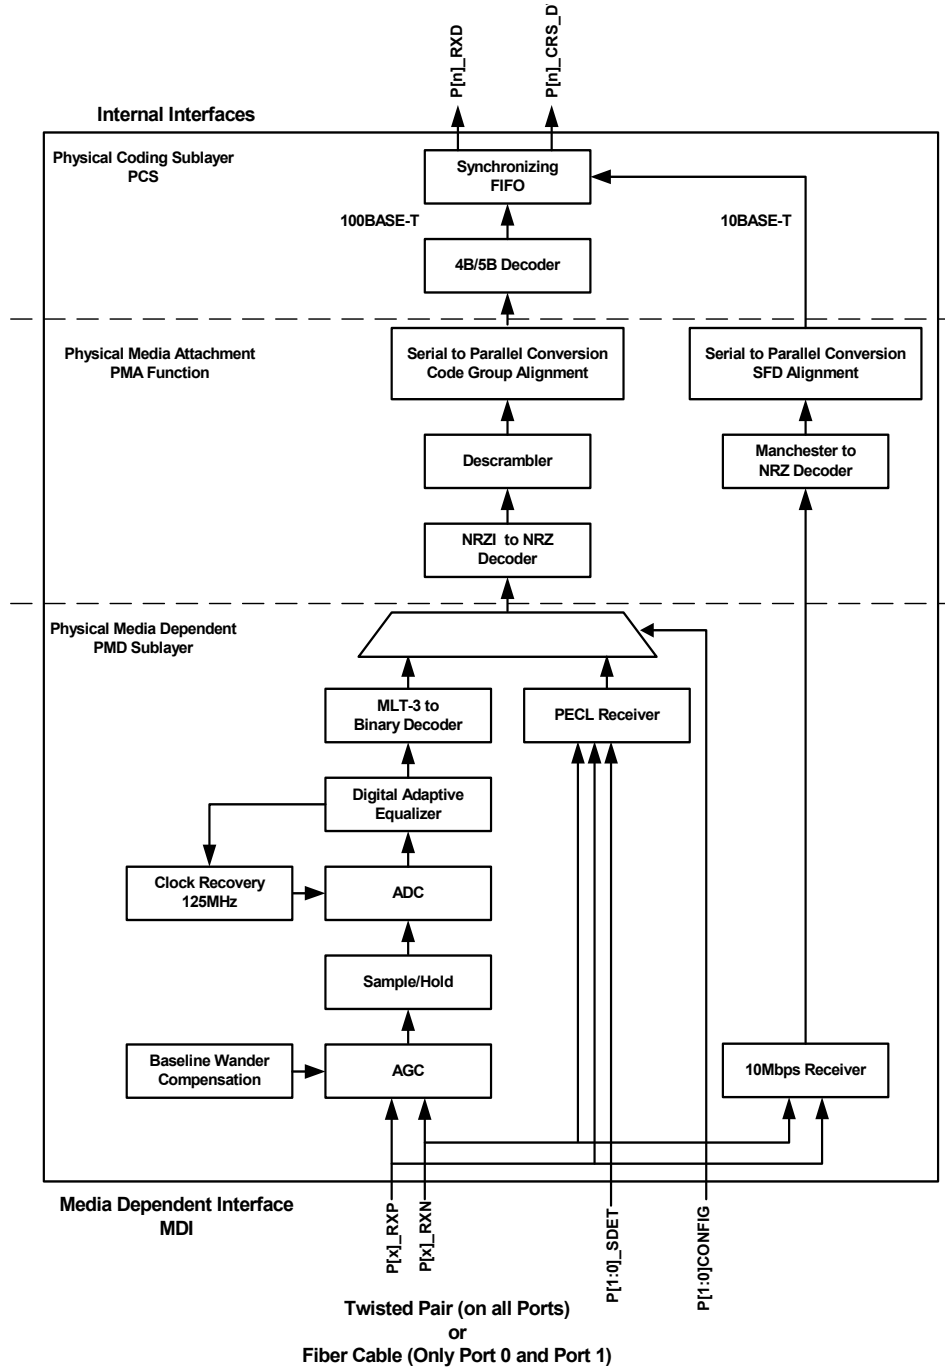 P[n]_RXD
P[n]_CRS_D
Internal Interfaces
Physical Coding Sublayer
PCS
Synchronizing
FIFO
100BASE-T
10BASE-T
4B/5B Decoder
Physical Media Attachment
PMA Function
Serial to Parallel Conversion
Code Group Alignment
Serial to Parallel Conversion
SFD Alignment
Descrambler
Manchester to
NRZ Decoder
NRZI to NRZ
Decoder
Physical Media Dependent
PMD Sublayer
MLT-3 to
Binary Decoder
PECL Receiver
Digital Adaptive
Equalizer
Clock Recovery
125MHz
ADC
Sample/Hold
Baseline Wander
Compensation
AGC
10Mbps Receiver
Media Dependent Interface
MDI
P[x]_RXP
P[x]_RXN
P[1:0]_SDET
P[1:0]CONFIG
Twisted Pair (on all Ports)
or
Fiber Cable (Only Port 0 and Port 1)